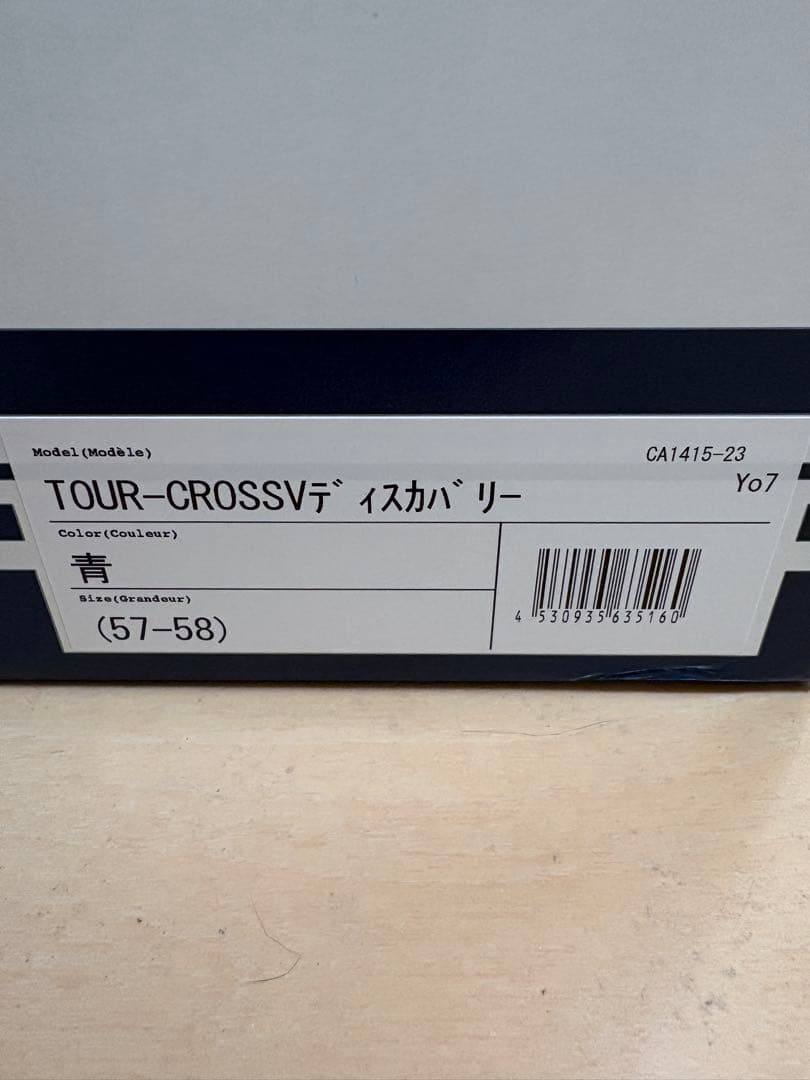 Model(Modèle)
CA1415-23
TOUR-CROSSVﾃﾞｨｽｶﾊﾞﾘｰ
Yo7
Color(Couleur)
青
Size(Grandeur)
(57-58)
4 530935 635160